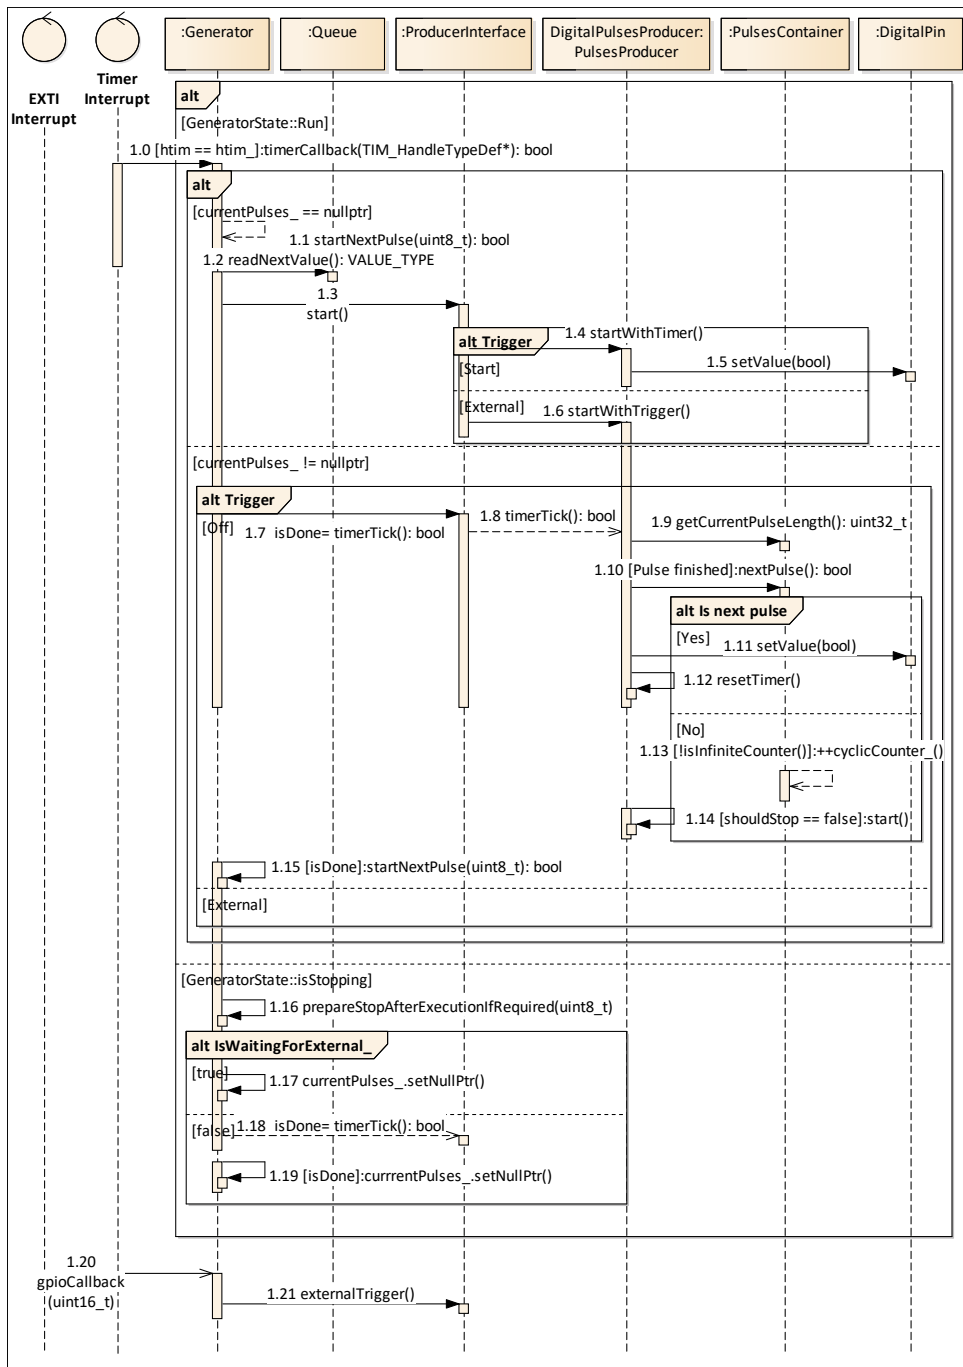 :Generator
:Queue
:ProducerInterface
DigitalPulsesProducer:
PulsesProducer
:PulsesContainer
:DigitalPin
EXTI
Interrupt
Timer
Interrupt
alt
[GeneratorState::Run]
1.0 [htim == htim_]:timerCallback(TIM_HandleTypeDef*): bool
alt
[currentPulses_ == nullptr]
1.1 startNextPulse(uint8_t): bool
1.2 readNextValue(): VALUE_TYPE
1.3
start()
alt Trigger
1.4 startWithTimer()
[Start]
1.5 setValue(bool)
[External]
1.6 startWithTrigger()
[currentPulses_ != nullptr]
alt Trigger
[Off]
1.7 isDone= timerTick(): bool
1.8 timerTick(): bool
1.9 getCurrentPulseLength(): uint32_t
1.10 [Pulse finished]:nextPulse(): bool
alt Is next pulse
[Yes]
1.11 setValue(bool)
1.12 resetTimer()
[No]
1.13 [!isInfiniteCounter()]:++cyclicCounter_()
1.14 [shouldStop == false]:start()
1.15 [isDone]:startNextPulse(uint8_t): bool
[External]
[GeneratorState::isStopping]
1.16 prepareStopAfterExecutionIfRequired(uint8_t)
alt IsWaitingForExternal_
[true]
1.17 currentPulses_.setNullPtr()
[false]
1.18 isDone= timerTick(): bool
1.19 [isDone]:currrentPulses_.setNullPtr()
1.20
gpioCallback
(uint16_t)
1.21 externalTrigger()